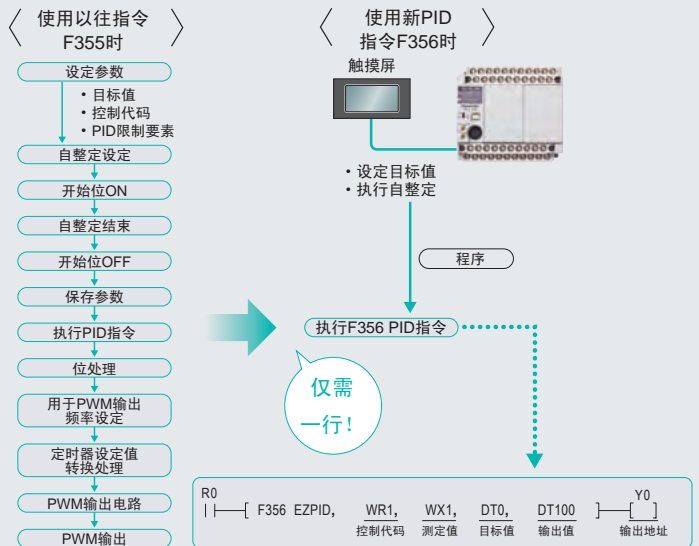 使用以往指令
F355时
设定参数
• 目标值
• 控制代码
• PID限制要素
自整定设定
开始位ON
自整定结束
开始位OFF
保存参数
执行PID指令
位处理
用于PWM输出
频率设定
定时器设定值
转换处理
PWM输出电路
PWM输出
使用新PID
指令F356时
触摸屏
• 设定目标值
• 执行自整定
程序
执行F356 PID指令
仅需
一行!
R0
F356 EZPID, WR1, WX1, DT0, DT100 Y0
控制代码 测定值 目标值 输出值 输出地址